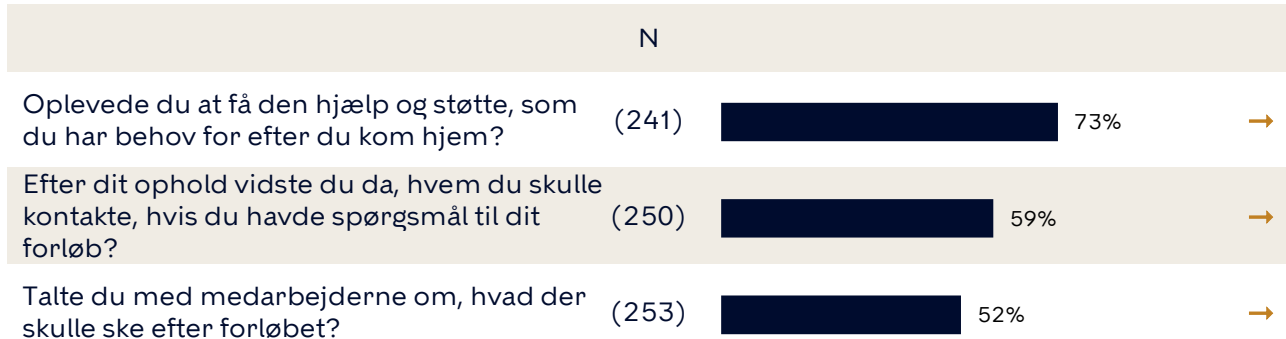 N
Oplevede du at få den hjælp og støtte, som
du har behov for efter du kom hjem?
(241)
73%
→
Efter dit ophold vidste du da, hvem du skulle
kontakte, hvis du havde spørgsmål til dit
forløb?
(250)
59%
→
Talte du med medarbejderne om, hvad der
skulle ske efter forløbet?
(253)
52%
→